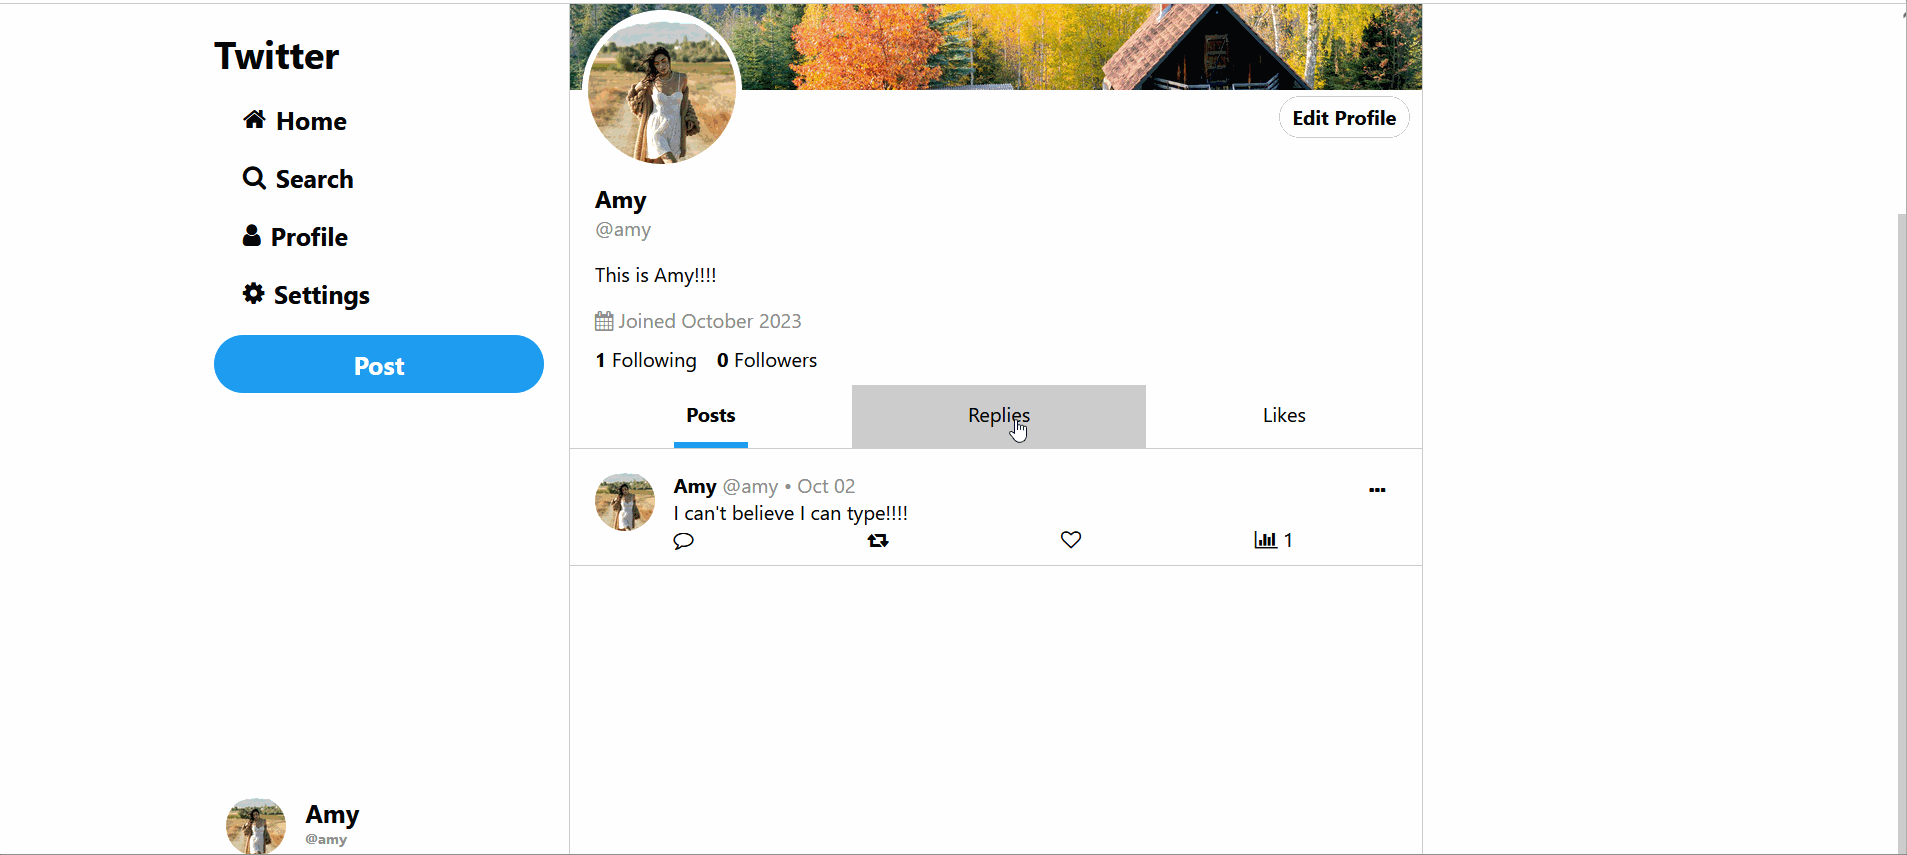 Twitter
Home
Search
Profile
Settings
Post
Amy
@amy
Edit Profile
Amy
@amy
This is Amy!!!!
Joined October 2023
1 Following 0 Followers
Posts Replies Likes
Amy @amy • Oct 02
I can't believe I can type!!!!
1